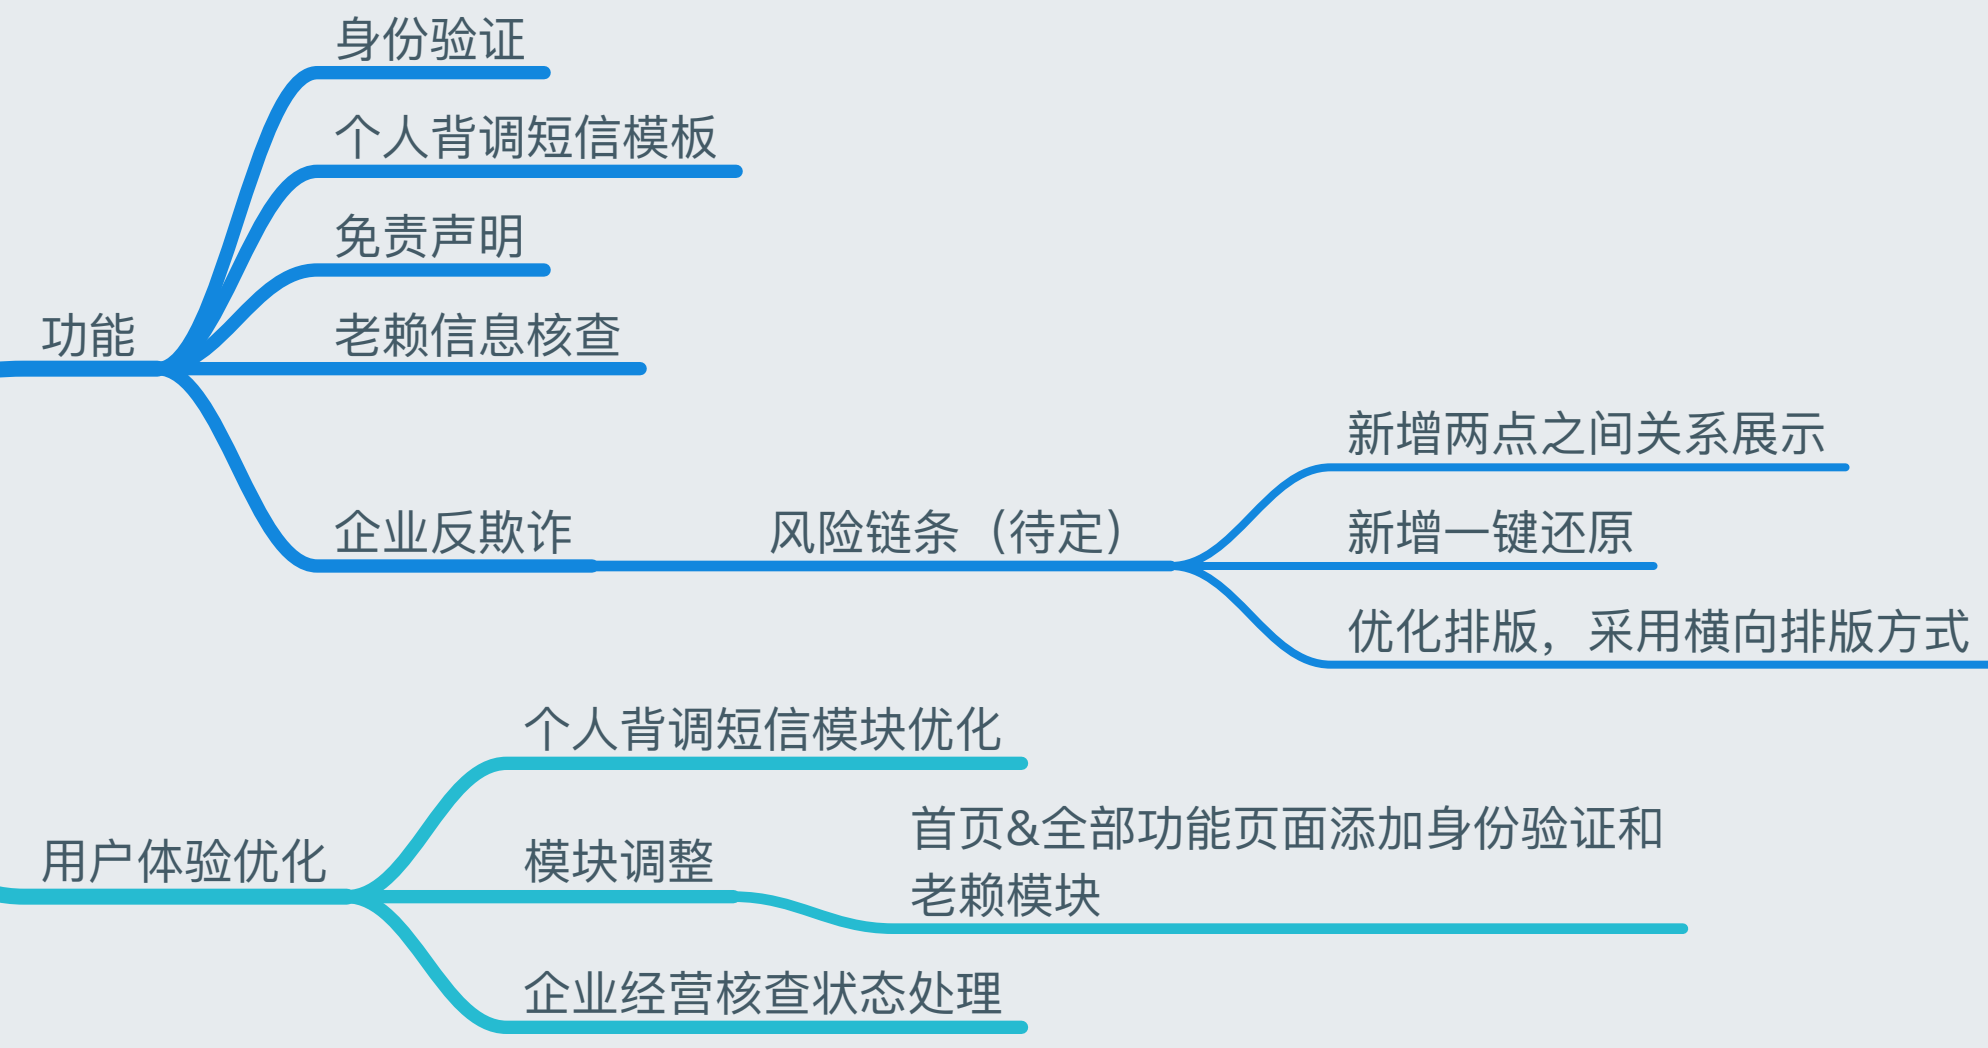 身份验证
个人背调短信模板
免责声明
功能
老赖信息核查
企业反欺诈
风险链条（待定）
新增两点之间关系展示
新增一键还原
优化排版，采用横向排版方式
用户体验优化
个人背调短信模块优化
模块调整
首页&全部功能页面添加身份验证和
老赖模块
企业经营核查状态处理